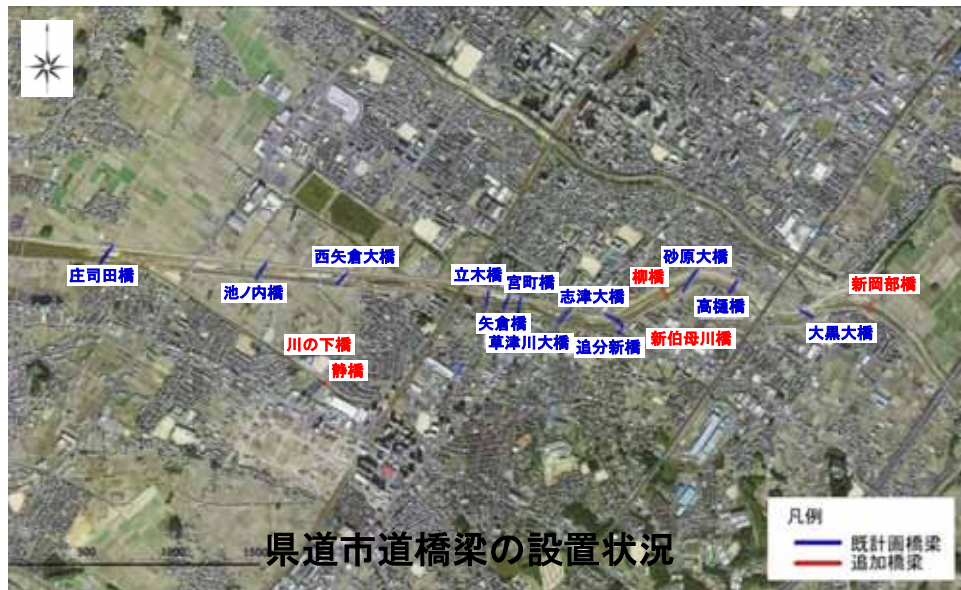 庄司田橋
池ノ内橋
西矢倉大橋
立木橋
宮町橋
矢倉橋
草津川大橋
志津大橋
追分新橋
柳橋
砂原大橋
高樋橋
新伯母川橋
大黒大橋
新岡部橋
川の下橋
静橋
500
1000
1500
県道市道橋梁の設置状況
凡例
既計画橋梁
追加橋梁